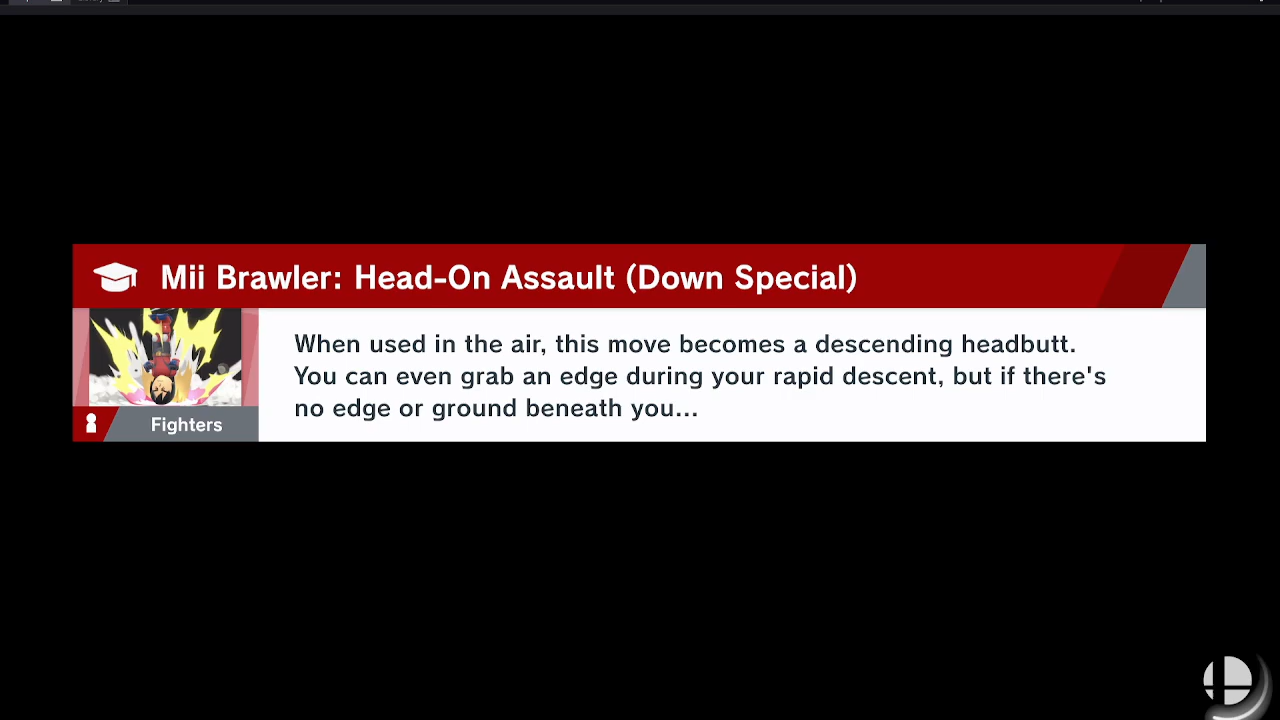 Mii Brawler: Head-On Assault (Down Special)
When used in the air, this move becomes a descending headbutt.
You can even grab an edge during your rapid descent, but if there's
no edge or ground beneath you...
Fighters